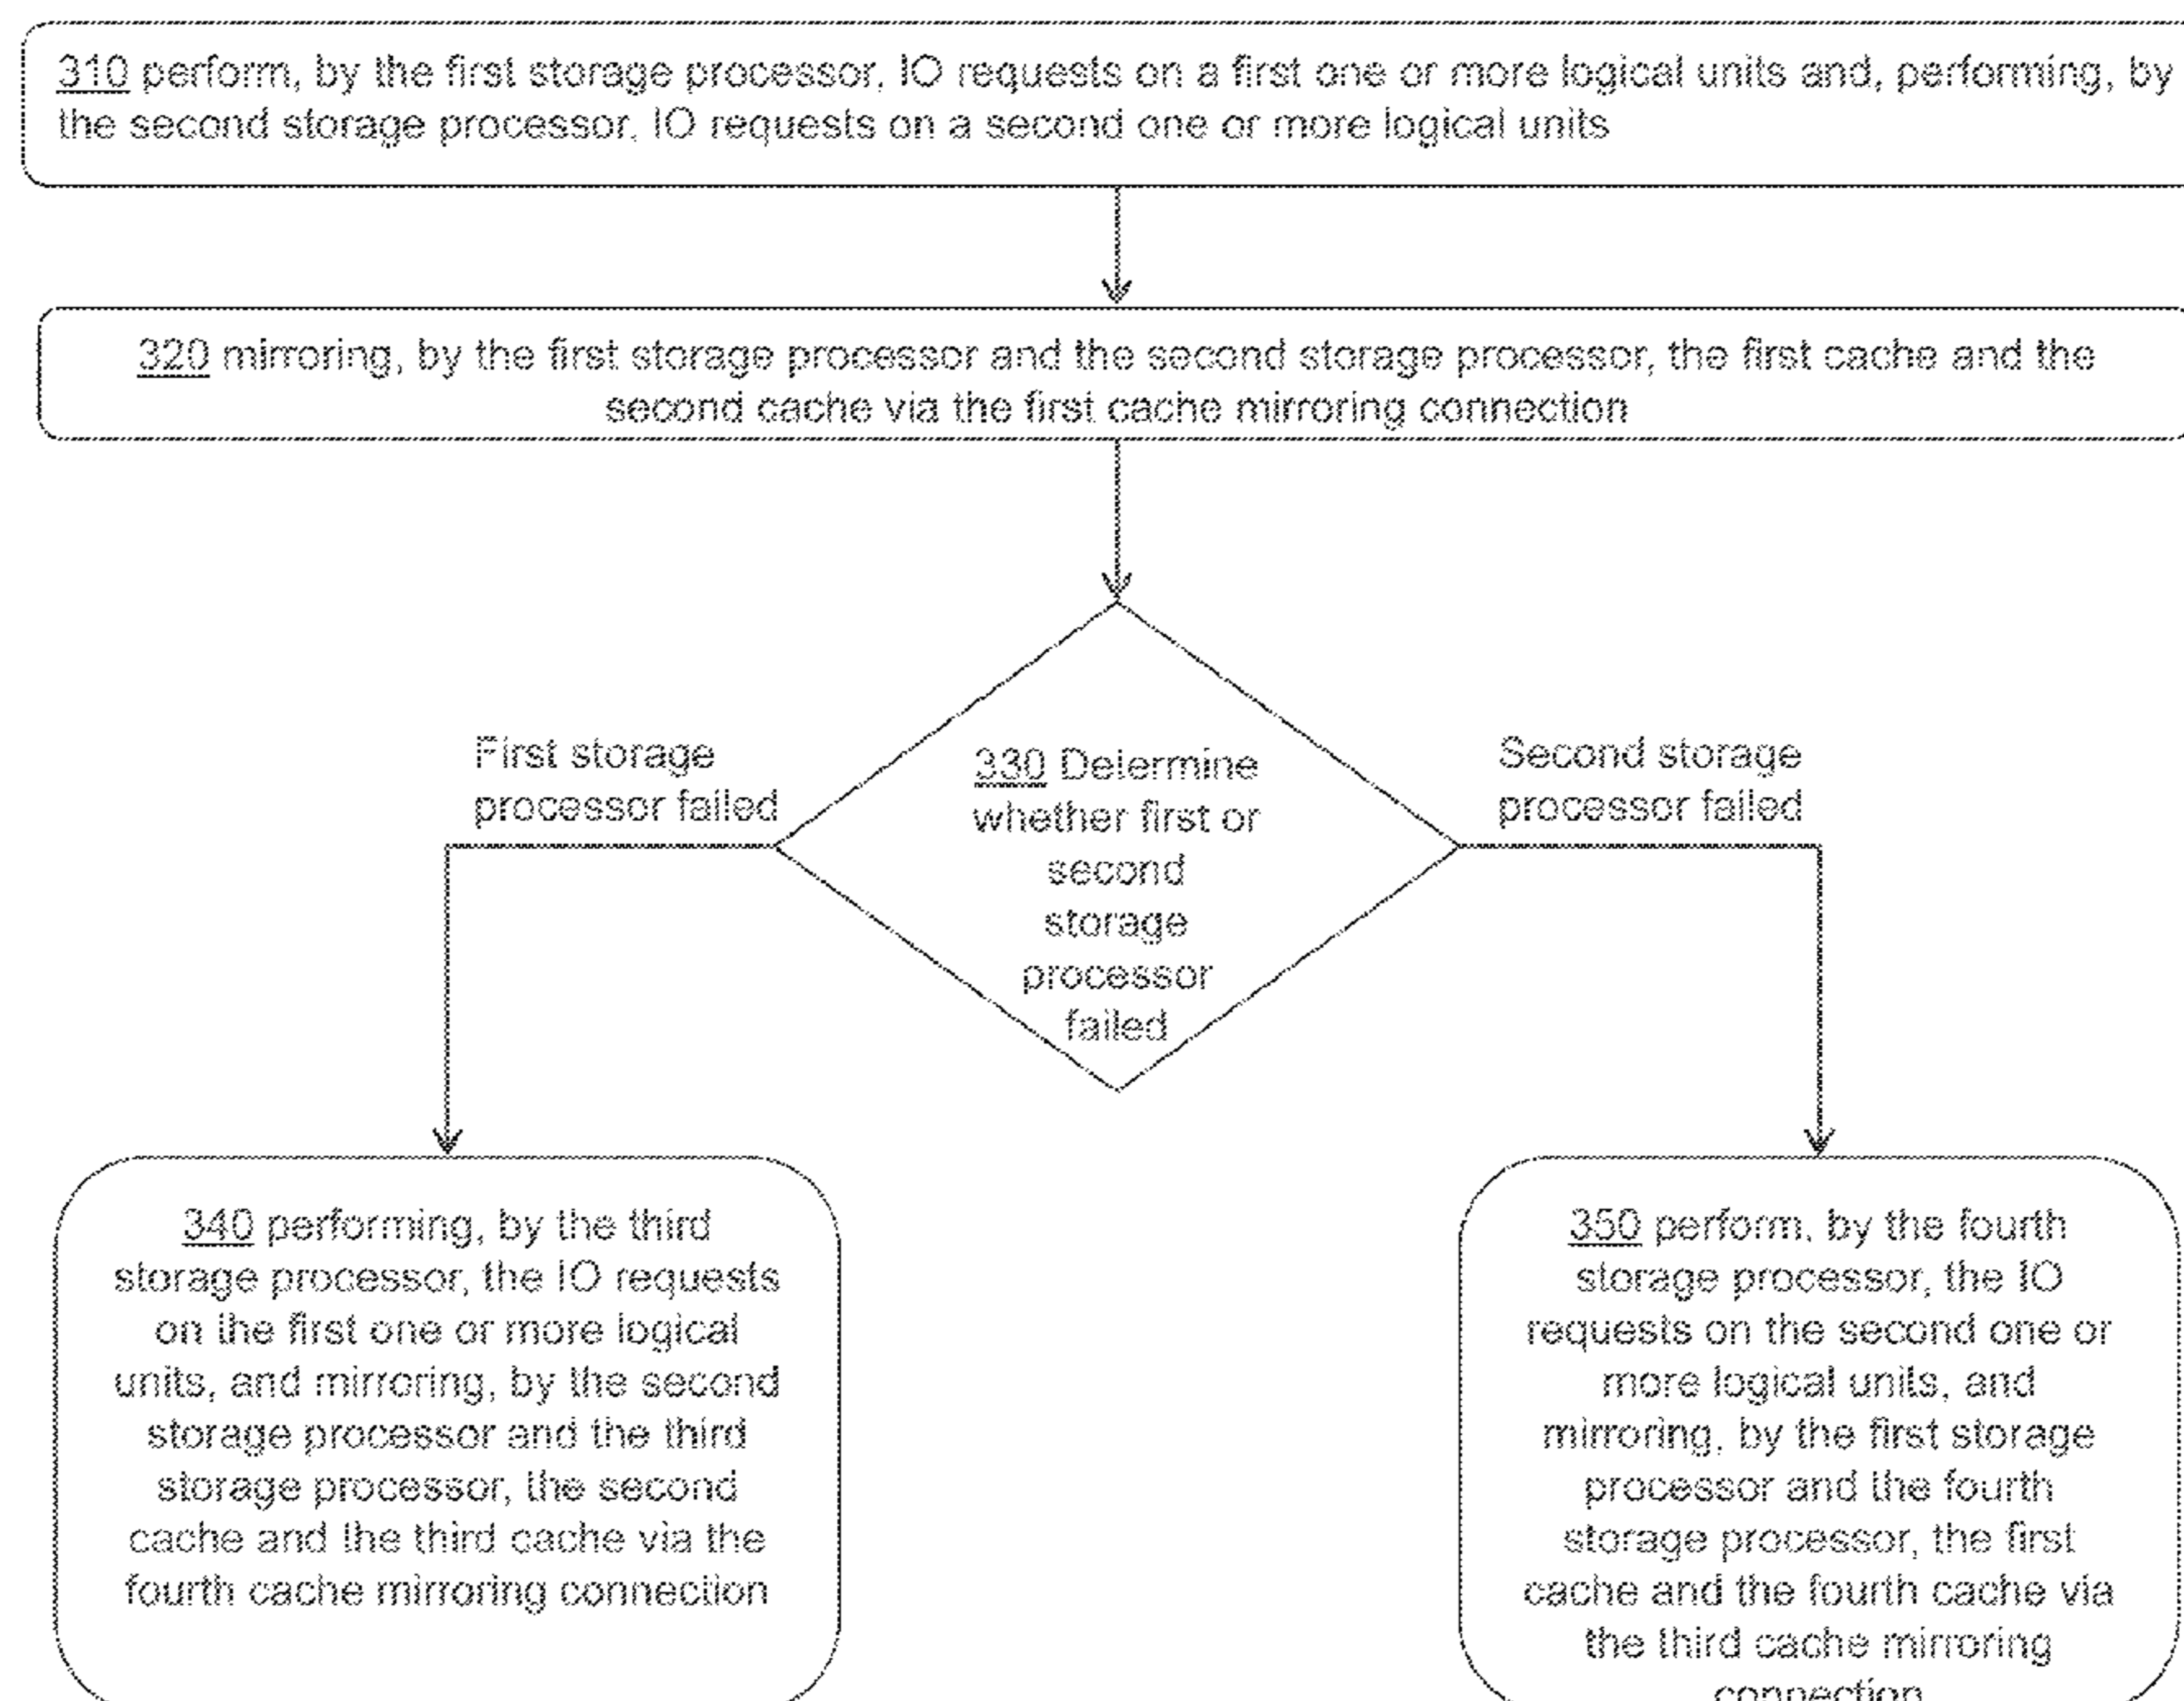 310 perform, by the first storage processor, IO requests on a first one or more logical units and, performing, by
the second storage processor, IO requests on a second one or more logical units
320 mirroring, by the first storage processor and the second storage processor, the first cache and the
second cache via the first cache mirroring connection
First storage
processor failed
330 Determine
whether first or
second
storage
processor
failed
Second storage
processor failed
340 performing, by the third
storage processor, the IO requests
on the first one or more logical
units, and mirroring, by the second
storage processor and the third
storage processor, the second
cache and the third cache via the
fourth cache mirroring connection
350 perform, by the fourth
storage processor, the IO
requests on the second one or
more logical units, and
mirroring, by the first storage
processor and the fourth
storage processor, the first
cache and the fourth cache via
the third cache mirroring
connection